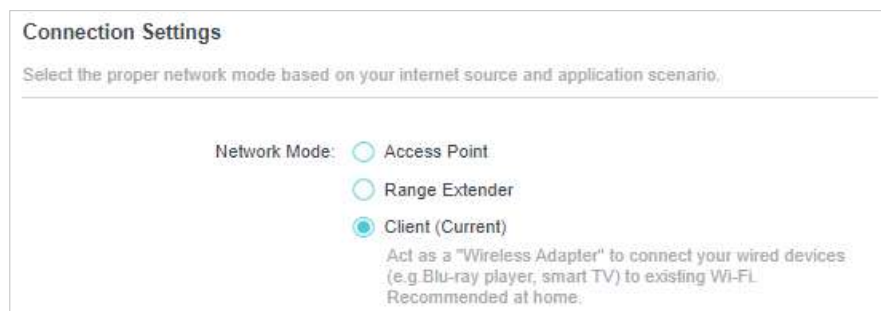 Connection Settings
Select the proper network mode based on your internet source and application scenario.
Network Mode: Access Point
Range Extender
Client (Current)
Act as a "Wireless Adapter" to connect your wired devices
(e.g.Blu-ray player, smart TV) to existing Wi-Fi.
Recommended at home.